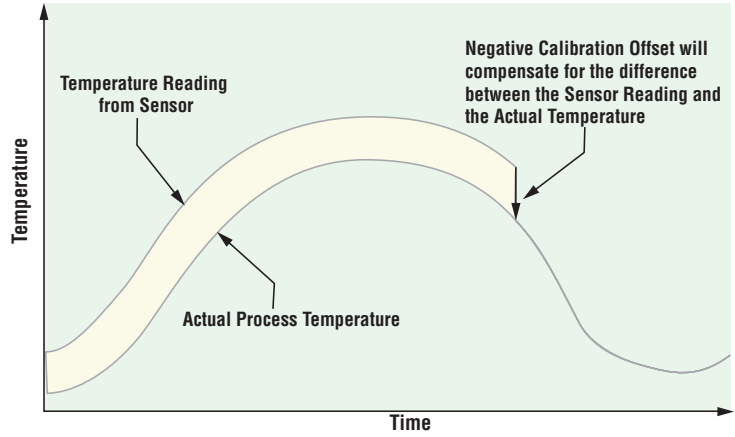 Negative Calibration Offset will
compensate for the difference
between the Sensor Reading and
the Actual Temperature
Temperature Reading
from Sensor
Temperature
Actual Process Temperature
Time